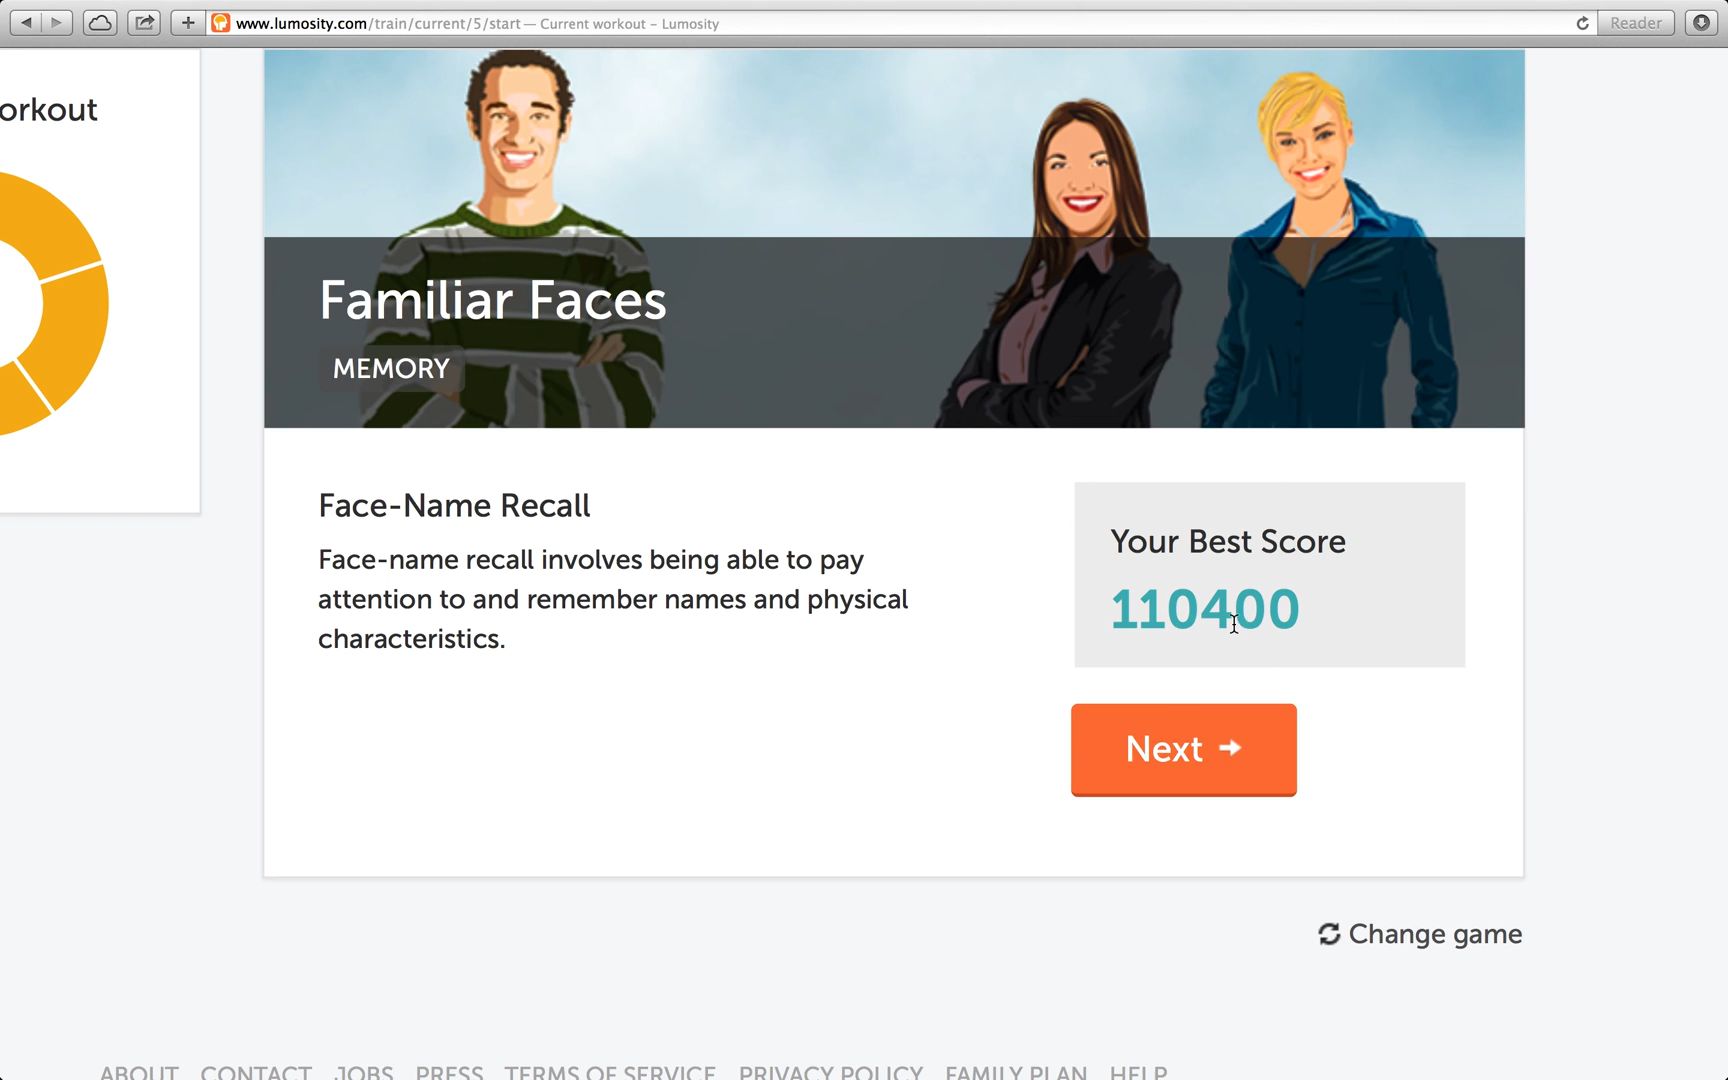 www.lumosity.com/train/current/5/start — Current workout – Lumosity
Reader
orkout
Familiar Faces
MEMORY
Face-Name Recall
Face-name recall involves being able to pay
attention to and remember names and physical
characteristics.
Your Best Score
110400
Next
Change game
ABOUT CONTACT JOBS PRESS TERMS OF SERVICE PRIVACY POLICY FAMILY PLAN HELP